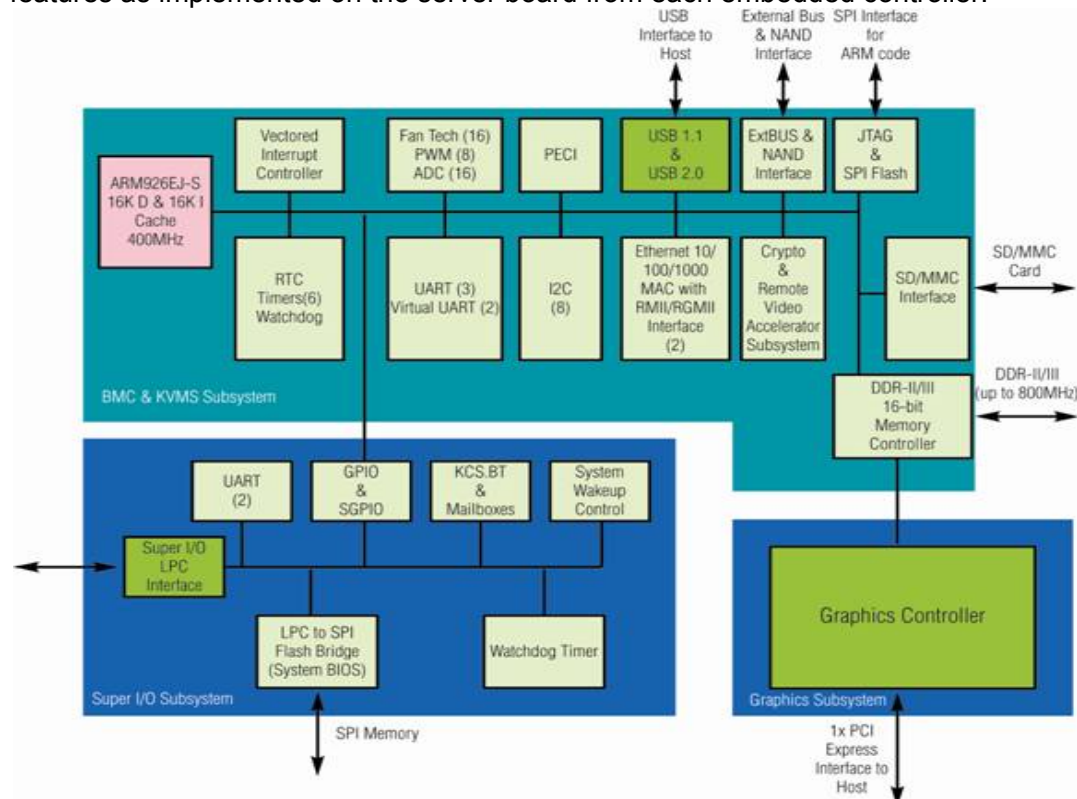 features as implemented on the server board from each embedded controller.
USB
Interface to
Host
External Bus
& NAND
Interface
SPI Interface
for
ARM code
Vectored
Interrupt
Controller
Fan Tech (16)
PWM (8)
ADC (16)
PECI
USB 1.1
&
USB 2.0
ExtBUS &
NAND
Interface
JTAG
&
SPI Flash
ARM926EJ-S
16K D & 16K I
Cache
400MHz
RTC
Timers(6)
Watchdog
UART (3)
Virtual UART (2)
I2C
(8)
Ethernet 10/
100/1000
MAC with
RMII/RGMII
Interface
(2)
Crypto
&
Remote
Video
Accelerator
Subsystem
SD/MMC
Interface
SD/MMC
Card
BMC & KVMS Subsystem
DDR-II/III
16-bit
Memory
Controller
DDR-II/III
(up to 800MHz)
UART
(2)
GPIO
&
SGPIO
KCS.BT
&
Mailboxes
System
Wakeup
Control
Super I/O
LPC
Interface
LPC to SPI
Flash Bridge
(System BIOS)
Watchdog Timer
Super I/O Subsystem
SPI Memory
Graphics Controller
Graphics Subsystem
1x PCI
Express
Interface to
Host